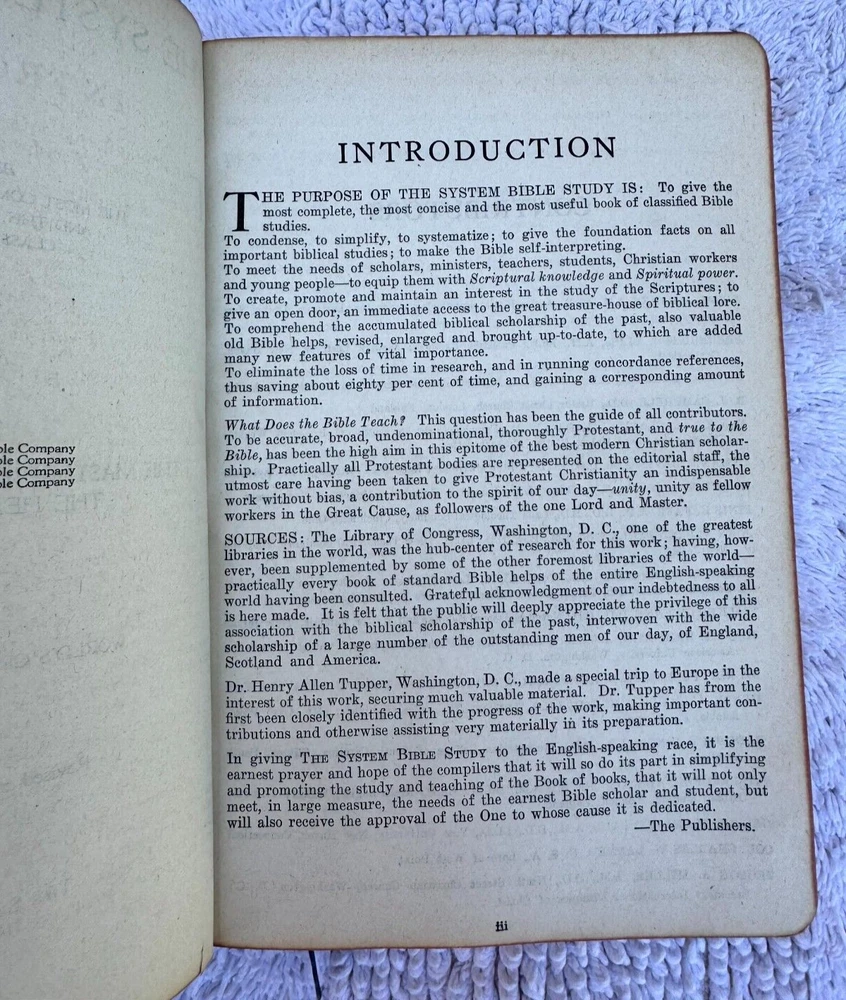 ble Company
ble Company
ble Company
ble Company
INTRODUCTION
THE PURPOSE OF THE SYSTEM BIBLE STUDY IS: To give the
most complete, the most concise and the most useful book of classified Bible
studies.
To condense, to simplify, to systematize; to give the foundation facts on all
important biblical studies; to make the Bible self-interpreting.
To meet the needs of scholars, ministers, teachers, students, Christian workers
and young people—to equip them with Scriptural knowledge and Spiritual power.
To create, promote and maintain an interest in the study of the Scriptures; to
give an open door, an immediate access to the great treasure-house of biblical lore.
To comprehend the accumulated biblical scholarship of the past, also valuable
old Bible helps, revised, enlarged and brought up-to-date, to which are added
many new features of vital importance.
To eliminate the loss of time in research, and in running concordance references,
thus saving about eighty per cent of time, and gaining a corresponding amount
of information.
What Does the Bible Teach? This question has been the guide of all contributors.
To be accurate, broad, undenominational, thoroughly Protestant, and true to the
Bible, has been the high aim in this epitome of the best modern Christian scholar-
ship. Practically all Protestant bodies are represented on the editorial staff, the
utmost care having been taken to give Protestant Christianity an indispensable
work without bias, a contribution to the spirit of our day—unity, unity as fellow
workers in the Great Cause, as followers of the one Lord and Master.
SOURCES: The Library of Congress, Washington, D. C., one of the greatest
libraries in the world, was the hub-center of research for this work; having, how-
ever, been supplemented by some of the other foremost libraries of the world—
practically every book of standard Bible helps of the entire English-speaking
world having been consulted. Grateful acknowledgment of our indebtedness to all
is here made. It is felt that the public will deeply appreciate the privilege of this
association with the biblical scholarship of the past, interwoven with the wide
scholarship of a large number of the outstanding men of our day, of England,
Scotland and America.
Dr. Henry Allen Tupper, Washington, D. C., made a special trip to Europe in the
interest of this work, securing much valuable material. Dr. Tupper has from the
first been closely identified with the progress of the work, making important con-
tributions and otherwise assisting very materially in its preparation.
In giving THE SYSTEM BIBLE STUDY to the English-speaking race, it is the
earnest prayer and hope of the compilers that it will so do its part in simplifying
and promoting the study and teaching of the Book of books, that it will not only
meet, in large measure, the needs of the earnest Bible scholar and student, but
will also receive the approval of the One to whose cause it is dedicated.
—The Publishers.
iii